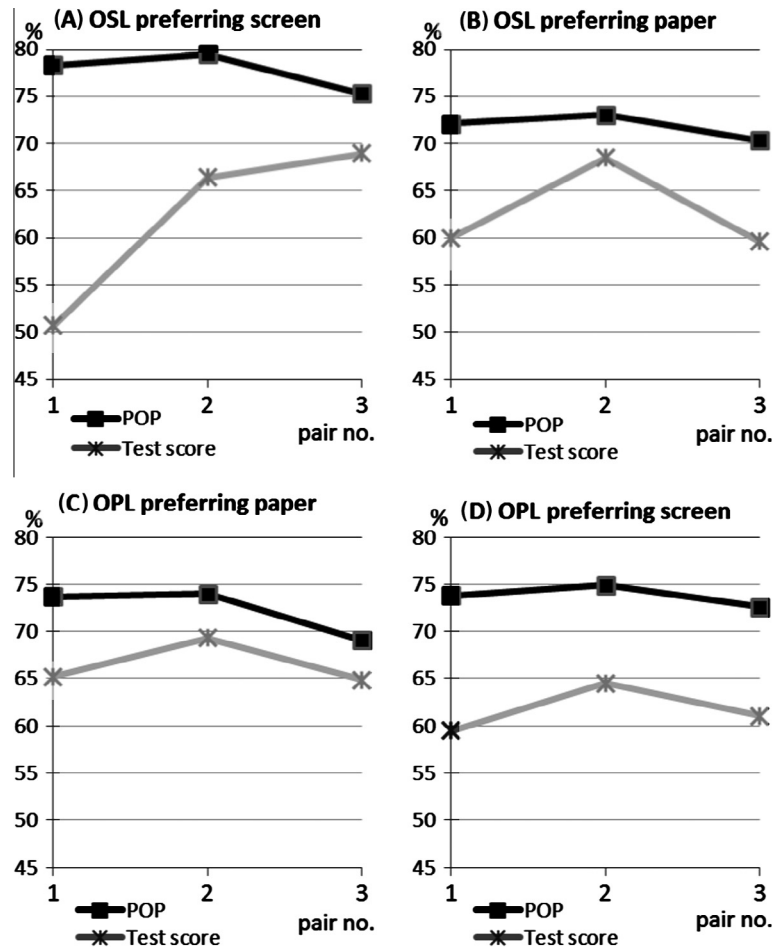 (A) OSL preferring screen
%
80
75
70
65
60
55
50
45
1 2 3
POP
Test score
pair no.
(B) OSL preferring paper
%
80
75
70
65
60
55
50
45
1 2 3
POP
Test score
pair no.
(C) OPL preferring paper
%
80
75
70
65
60
55
50
45
1 2 3
POP
Test score
pair no.
(D) OPL preferring screen
%
80
75
70
65
60
55
50
45
1 2 3
POP
Test score
pair no.